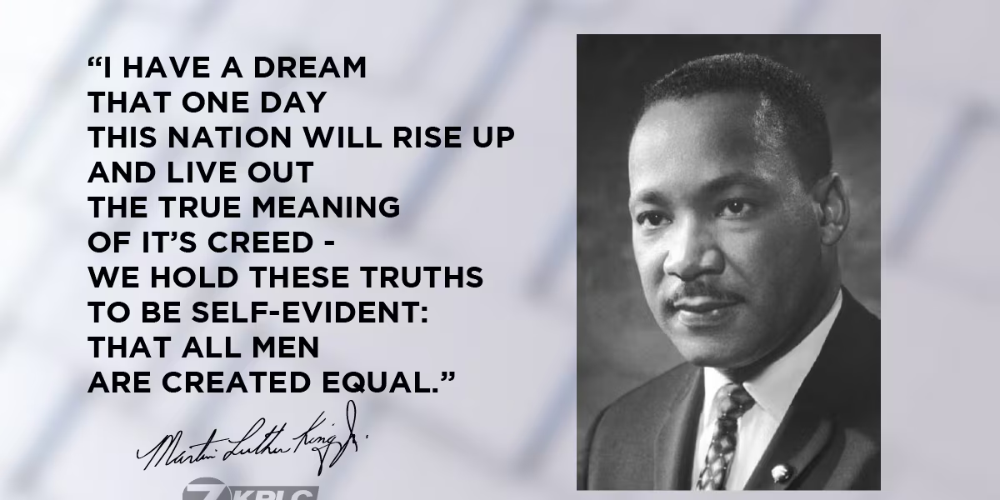 “I HAVE A DREAM
THAT ONE DAY
THIS NATION WILL RISE UP
AND LIVE OUT
THE TRUE MEANING
OF IT’S CREED -
WE HOLD THESE TRUTHS
TO BE SELF-EVIDENT:
THAT ALL MEN
ARE CREATED EQUAL.”
Martin Luther King Jr.
7 KPLC